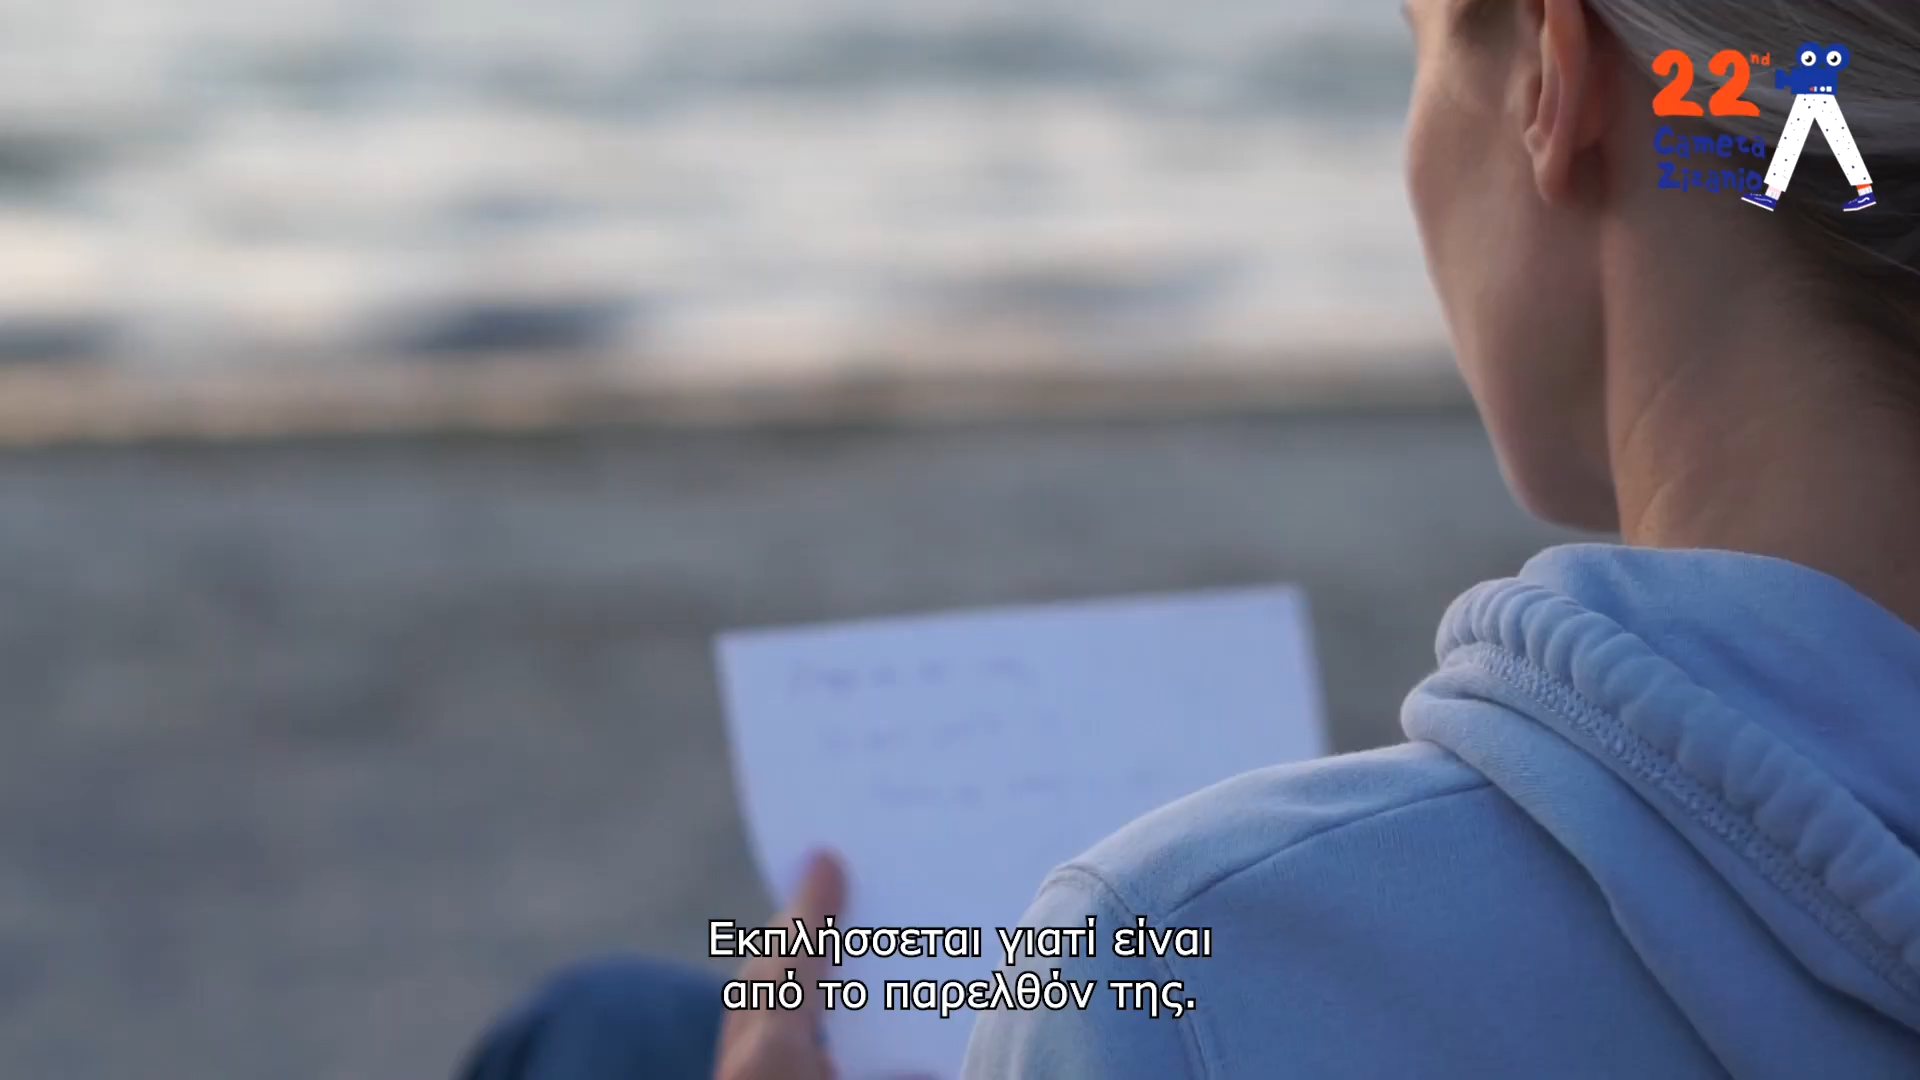 22nd
Camera
Zizanio
Εκπλήσσεται γιατί είναι
από το παρελθόν της.